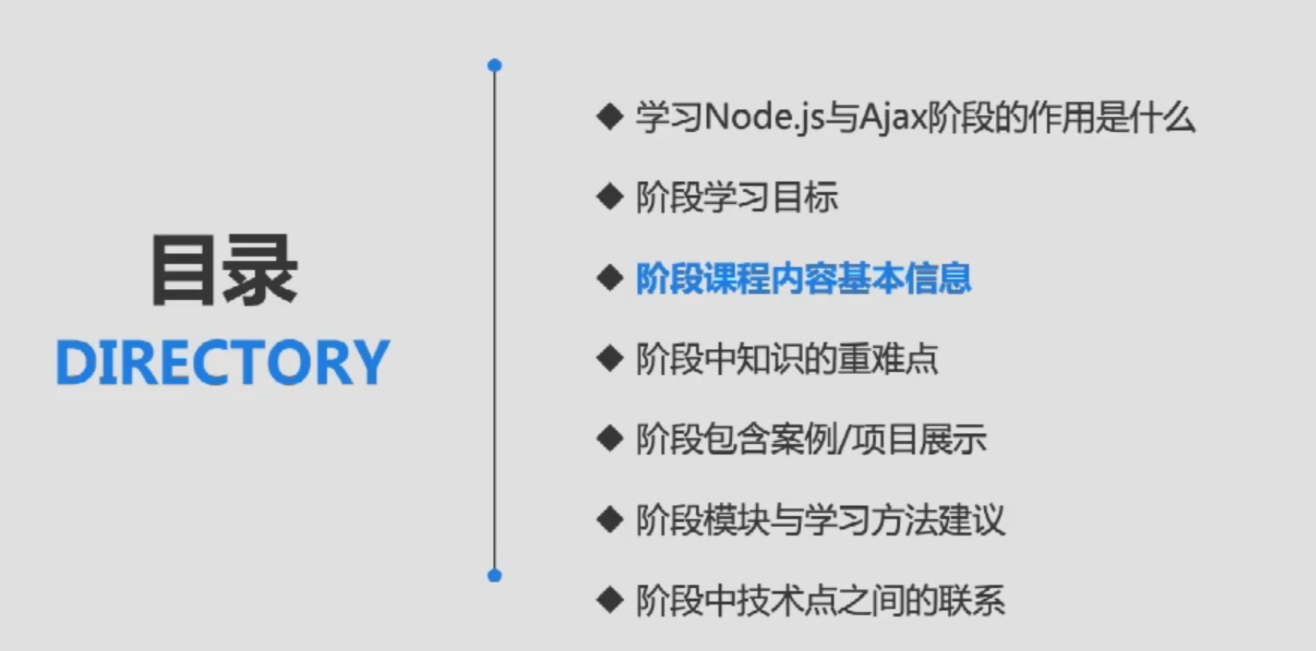 目录
DIRECTORY
学习Node.js与Ajax阶段的作用是什么
阶段学习目标
阶段课程内容基本信息
阶段中知识的重难点
阶段包含案例/项目展示
阶段模块与学习方法建议
阶段中技术点之间的联系